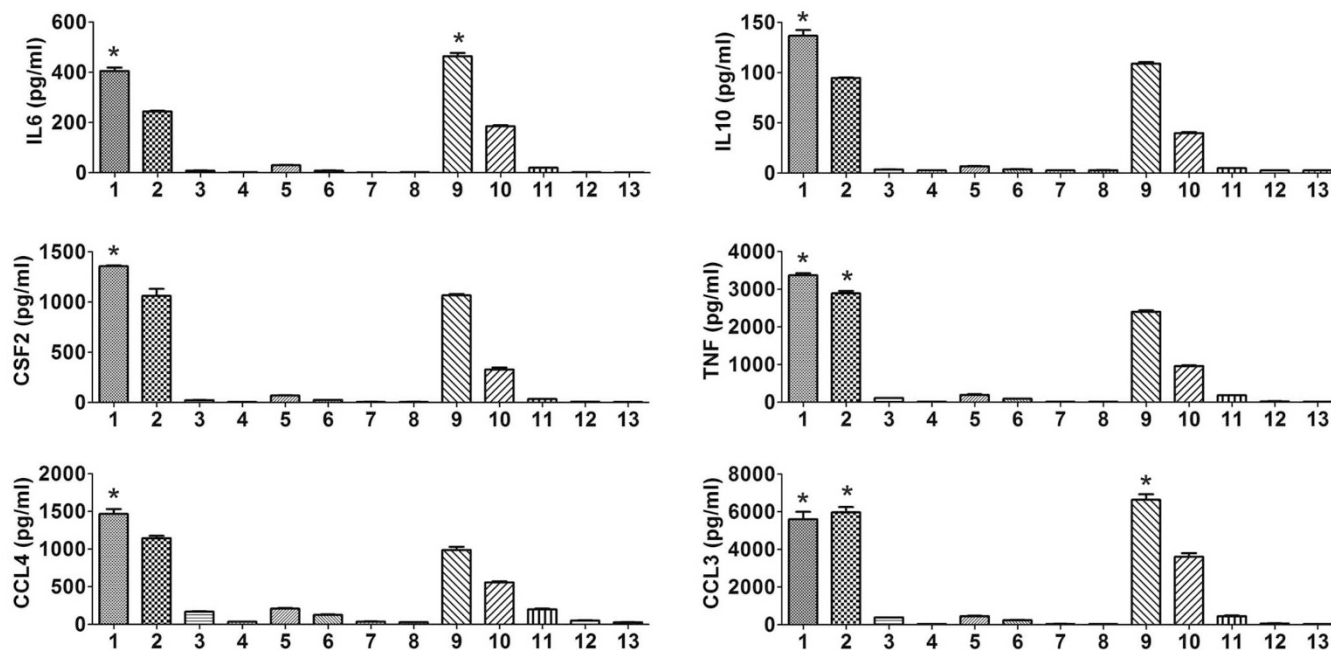 IL6 (pg/ml)
600
400
200
0
* *
1 2 3 4 5 6 7 8 9 10 11 12 13
IL10 (pg/ml)
150
100
50
0
*
1 2 3 4 5 6 7 8 9 10 11 12 13
CSF2 (pg/ml)
1500
1000
500
0
*
1 2 3 4 5 6 7 8 9 10 11 12 13
TNF (pg/ml)
4000
3000
2000
1000
0
* *
1 2 3 4 5 6 7 8 9 10 11 12 13
CCL4 (pg/ml)
2000
1500
1000
500
0
*
1 2 3 4 5 6 7 8 9 10 11 12 13
CCL3 (pg/ml)
8000
6000
4000
2000
0
* * *
1 2 3 4 5 6 7 8 9 10 11 12 13